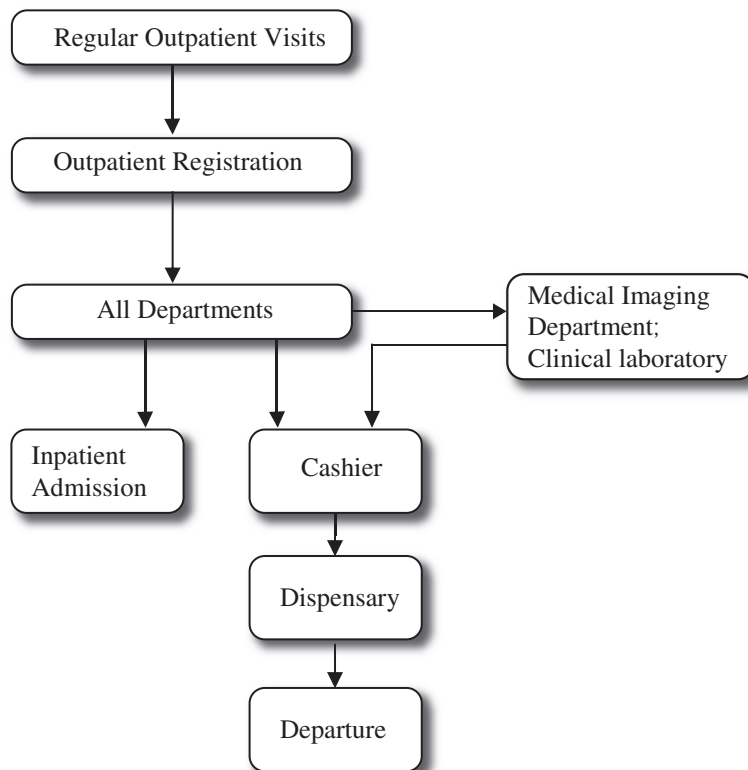 Regular Outpatient Visits
Outpatient Registration
All Departments
Medical Imaging
Department;
Clinical laboratory
Inpatient
Admission
Cashier
Dispensary
Departure